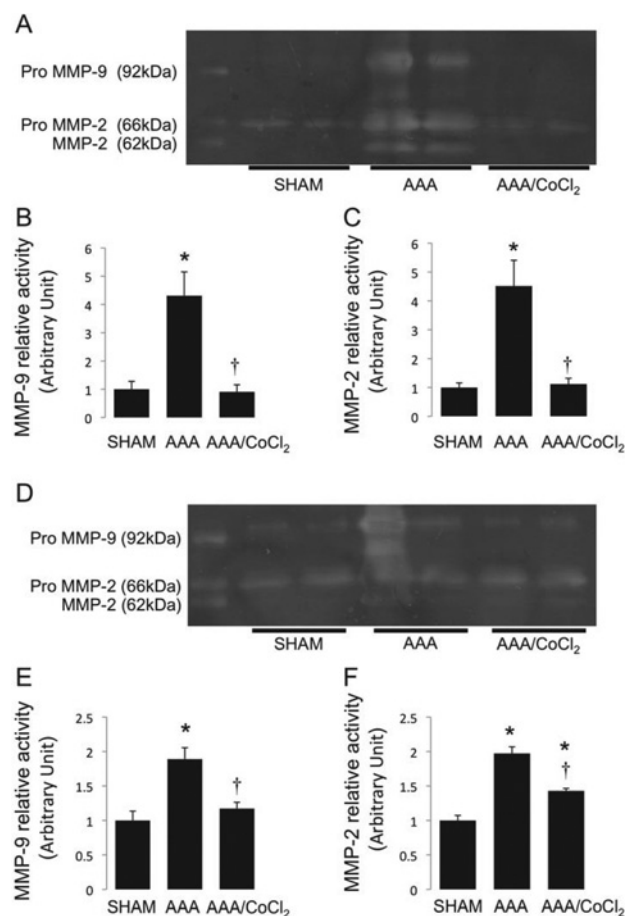 A
Pro MMP-9 (92kDa)
Pro MMP-2 (66kDa)
MMP-2 (62kDa)
SHAM AAA AAA/CoCl₂
B
MMP-9 relative activity
(Arbitrary Unit)
6
5
4
3
2
1
0
*
†
SHAM AAA AAA/CoCl₂
C
MMP-2 relative activity
(Arbitrary Unit)
6
5
4
3
2
1
0
*
†
SHAM AAA AAA/CoCl₂
D
Pro MMP-9 (92kDa)
Pro MMP-2 (66kDa)
MMP-2 (62kDa)
SHAM AAA AAA/CoCl₂
E
MMP-9 relative activity
(Arbitrary Unit)
2.5
2
1.5
1
0.5
0
*
†
SHAM AAA AAA/CoCl₂
F
MMP-2 relative activity
(Arbitrary Unit)
2.5
2
1.5
1
0.5
0
*
*
†
SHAM AAA AAA/CoCl₂